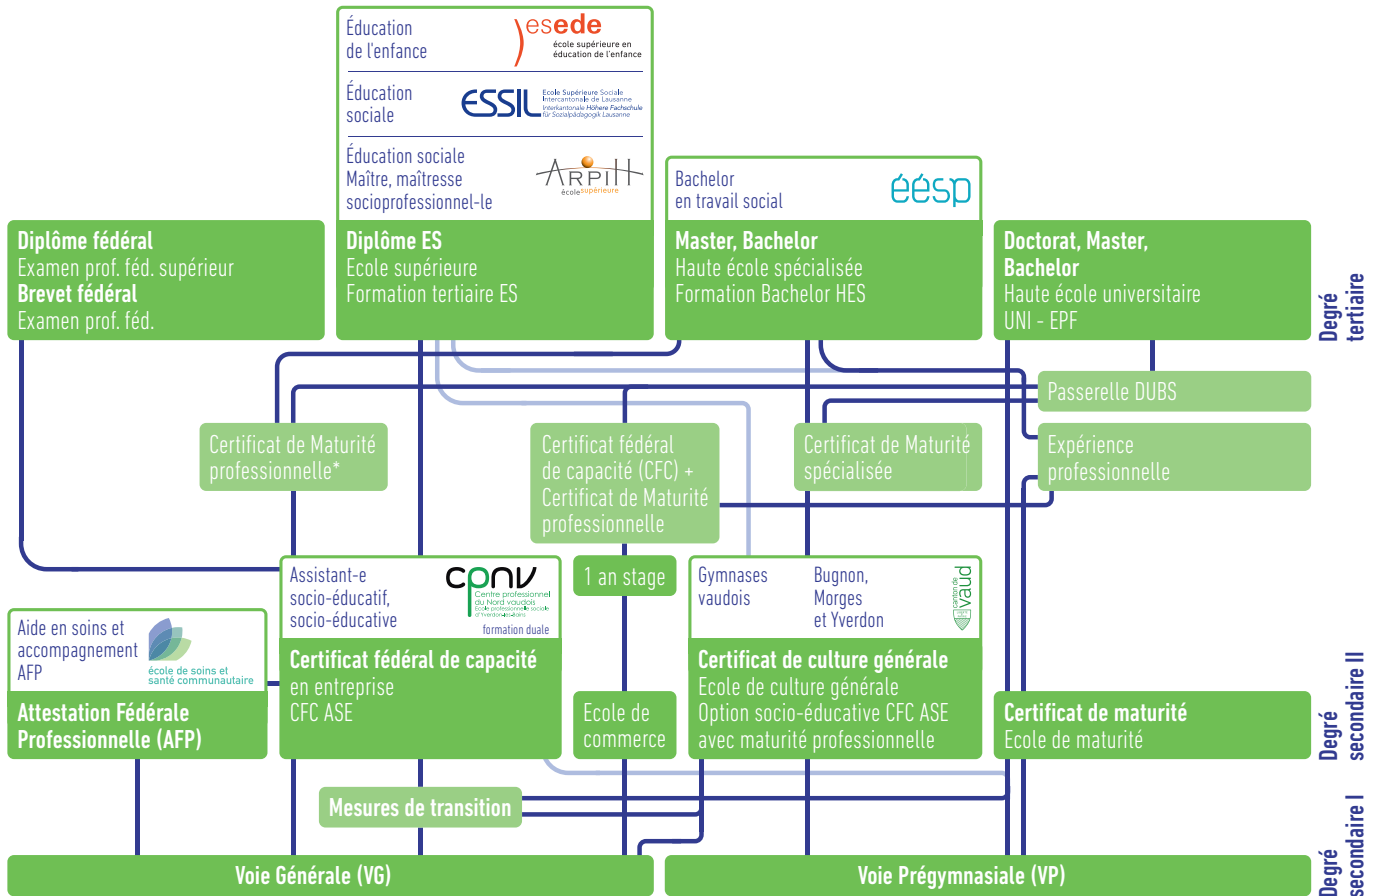 Éducation
de l'enfance
esede
école supérieure en
éducation de l'enfance
Éducation
sociale
ESSIL
Ecole Supérieure Sociale
Intercantonale de Lausanne
Interkantonale Höhere Fachschule
für Sozialpädagogik Lausanne
Éducation sociale
Maître, maîtresse
socioprofessionnel-le
ARPIH
école supérieure
Bachelor
en travail social
éésp
Diplôme fédéral
Examen prof. féd. supérieur
Brevet fédéral
Examen prof. féd.
Diplôme ES
Ecole supérieure
Formation tertiaire ES
Master, Bachelor
Haute école spécialisée
Formation Bachelor HES
Doctorat, Master,
Bachelor
Haute école universitaire
UNI - EPF
Degré
tertiaire
Passerelle DUBS
Certificat de Maturité
professionnelle*
Certificat fédéral
de capacité (CFC) +
Certificat de Maturité
professionnelle
Certificat de Maturité
spécialisée
Expérience
professionnelle
Assistant-e
socio-éducatif,
socio-éducative
cpnv
Centre professionnel
du Nord vaudois
Ecole professionnelle sociale
d'Yverdon-les-Bains
formation duale
1 an stage
Gymnases
vaudois
Bugnon,
Morges
et Yverdon
canton de
vaud
Aide en soins et
accompagnement
AFP
école de soins et
santé communautaire
Attestation Fédérale
Professionnelle (AFP)
Certificat fédéral de capacité
en entreprise
CFC ASE
Ecole de
commerce
Certificat de culture générale
Ecole de culture générale
Option socio-éducative CFC ASE
avec maturité professionnelle
Certificat de maturité
Ecole de maturité
Degré
secondaire II
Mesures de transition
Voie Générale (VG)
Voie Prégymnasiale (VP)
Degré
secondaire I